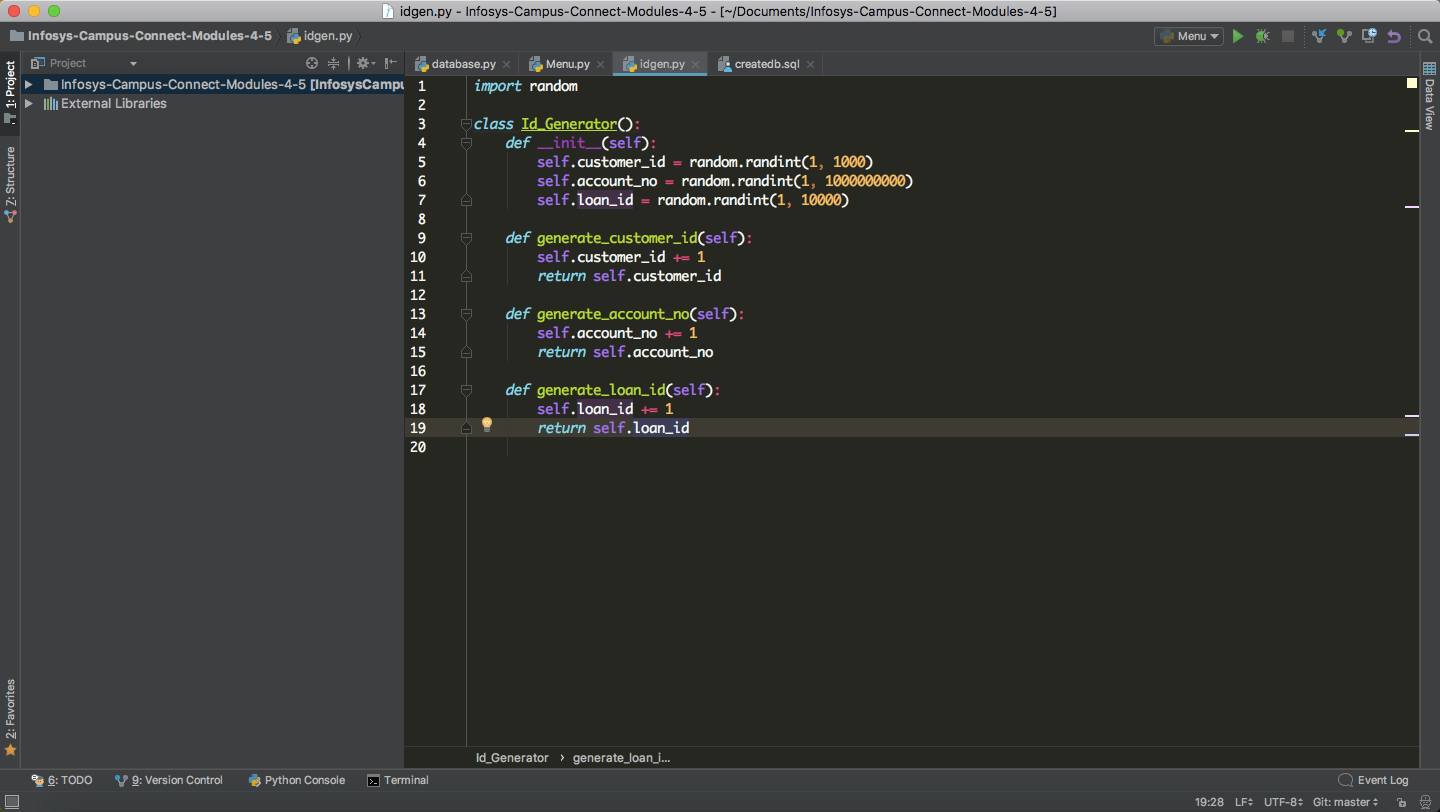 idgen.py - Infosys-Campus-Connect-Modules-4-5 - [~/Documents/Infosys-Campus-Connect-Modules-4-5]
Infosys-Campus-Connect-Modules-4-5 idgen.py Menu
1: Project
Z: Structure
2: Favorites
Project
Infosys-Campus-Connect-Modules-4-5 [InfosysCampu
External Libraries
database.py Menu.py idgen.py createdb.sql
1 import random
2
3 class Id_Generator():
4 def __init__(self):
5 self.customer_id = random.randint(1, 1000)
6 self.account_no = random.randint(1, 1000000000)
7 self.loan_id = random.randint(1, 10000)
8
9 def generate_customer_id(self):
10 self.customer_id += 1
11 return self.customer_id
12
13 def generate_account_no(self):
14 self.account_no += 1
15 return self.account_no
16
17 def generate_loan_id(self):
18 self.loan_id += 1
19 return self.loan_id
20
Data View
Id_Generator › generate_loan_i...
6: TODO 9: Version Control Python Console Terminal Event Log
19:28 LF UTF-8 Git: master